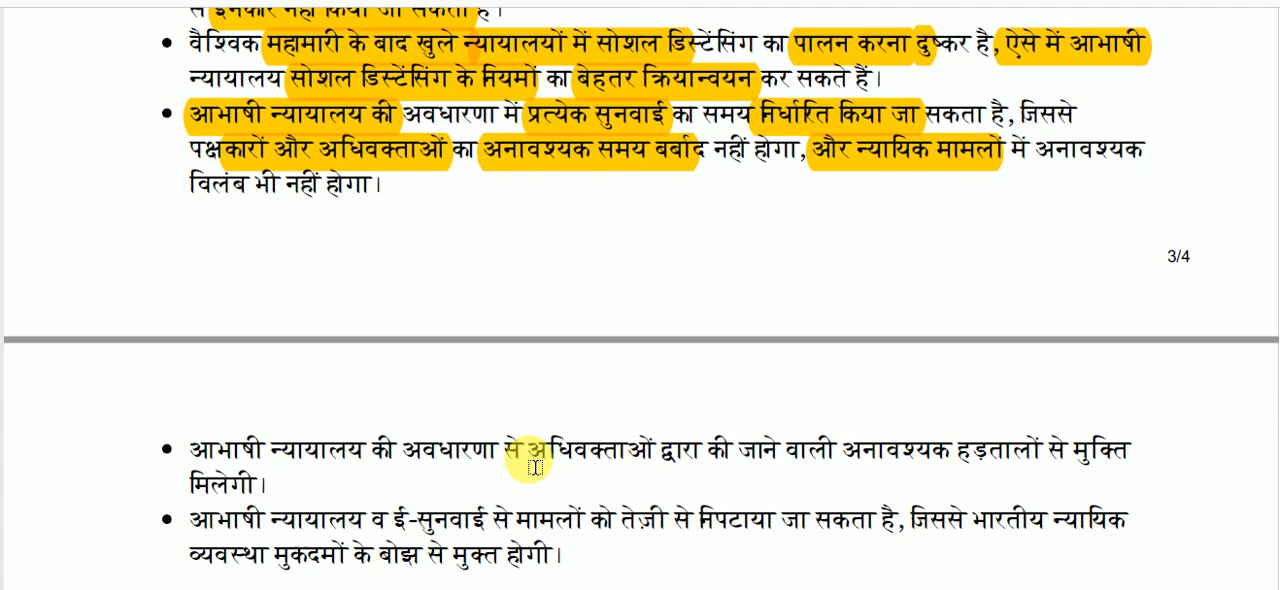 से इनकार नहीं किया जा सकता है।
• वैश्विक महामारी के बाद खुले न्यायालयों में सोशल डिस्टेंसिंग का पालन करना दुष्कर है, ऐसे में आभाषी
न्यायालय सोशल डिस्टेंसिंग के नियमों का बेहतर क्रियान्वयन कर सकते हैं।
• आभाषी न्यायालय की अवधारणा में प्रत्येक सुनवाई का समय निर्धारित किया जा सकता है, जिससे
पक्षकारों और अधिवक्ताओं का अनावश्यक समय बर्बाद नहीं होगा, और न्यायिक मामलों में अनावश्यक
विलंब भी नहीं होगा।
3/4
• आभाषी न्यायालय की अवधारणा से अधिवक्ताओं द्वारा की जाने वाली अनावश्यक हड़तालों से मुक्ति
मिलेगी।
• आभाषी न्यायालय व ई-सुनवाई से मामलों को तेज़ी से निपटाया जा सकता है, जिससे भारतीय न्यायिक
व्यवस्था मुकदमों के बोझ से मुक्त होगी।